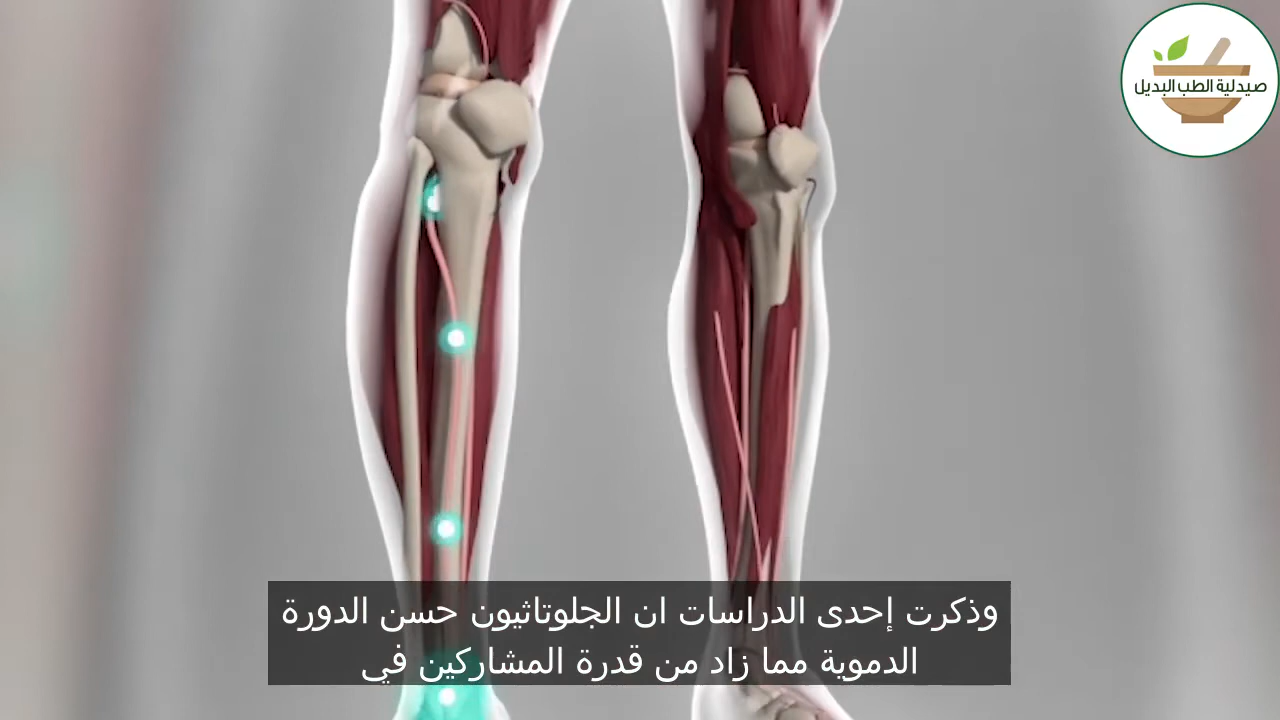 صيدلية الطب البديل
وذكرت إحدى الدراسات ان الجلوتاثيون حسن الدورة
الدموية مما زاد من قدرة المشاركين في